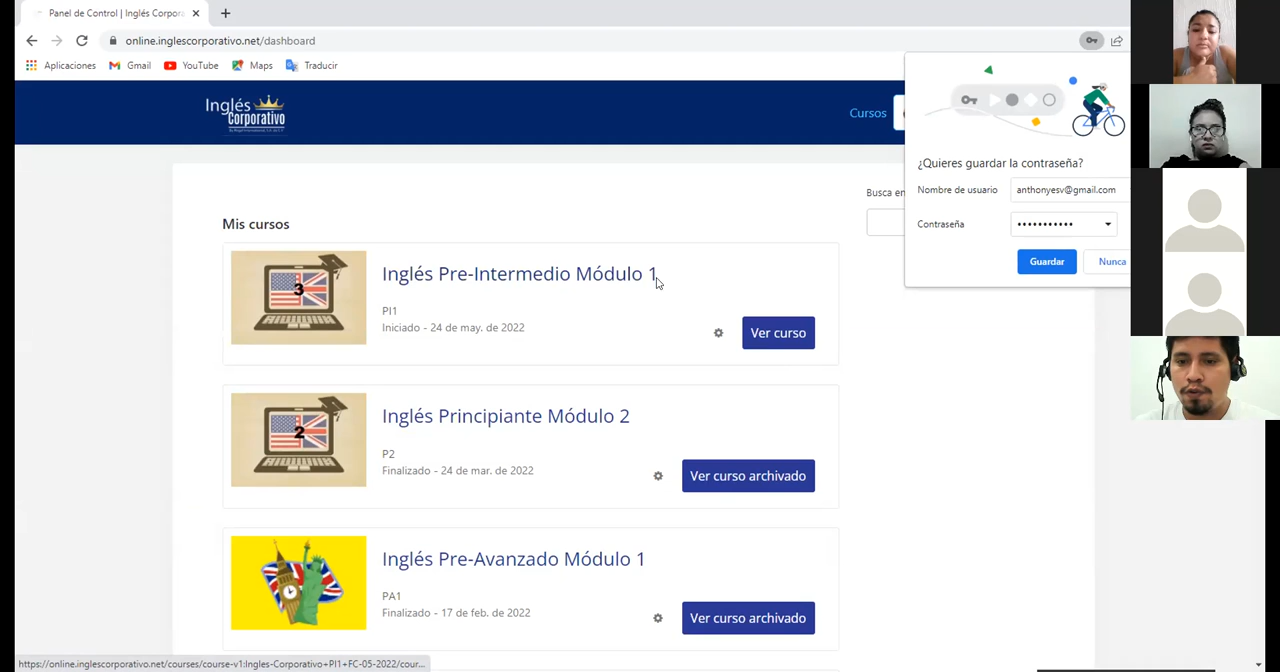 Panel de Control | Inglés Corpora
online.inglescorporativo.net/dashboard
Aplicaciones
Gmail
YouTube
Maps
Traducir
Inglés
Corporativo
Cursos
¿Quieres guardar la contraseña?
Nombre de usuario
anthonyesv@gmail.com
Contraseña
•••••••••••
Guardar
Nunca
Busca en
Mis cursos
3
Inglés Pre-Intermedio Módulo 1
PI1
Iniciado - 24 de may. de 2022
Ver curso
2
Inglés Principiante Módulo 2
P2
Finalizado - 24 de mar. de 2022
Ver curso archivado
Inglés Pre-Avanzado Módulo 1
PA1
Finalizado - 17 de feb. de 2022
Ver curso archivado
https://online.inglescorporativo.net/courses/course-v1:Ingles-Corporativo+PI1+FC-05-2022/cour...